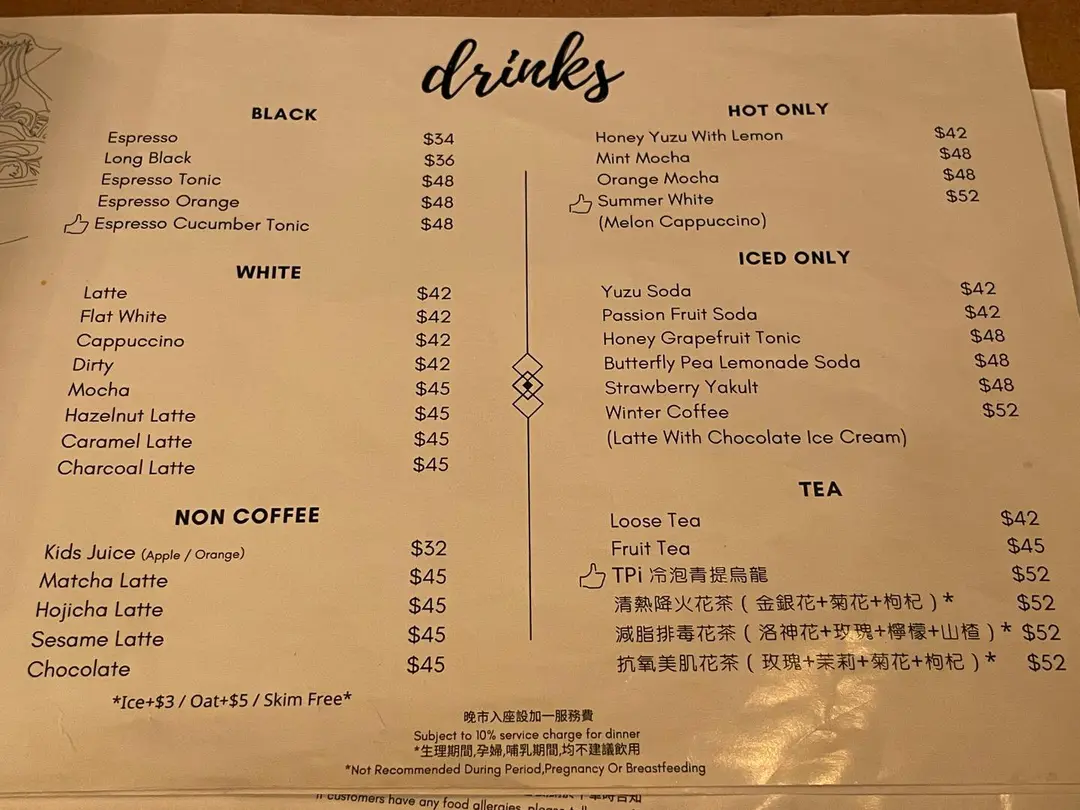 drinks
BLACK
Espresso $34
Long Black $36
Espresso Tonic $48
Espresso Orange $48
Espresso Cucumber Tonic $48
WHITE
Latte $42
Flat White $42
Cappuccino $42
Dirty $42
Mocha $45
Hazelnut Latte $45
Caramel Latte $45
Charcoal Latte $45
NON COFFEE
Kids Juice (Apple / Orange) $32
Matcha Latte $45
Hojicha Latte $45
Sesame Latte $45
Chocolate $45
*Ice+$3 / Oat+$5 / Skim Free*
HOT ONLY
Honey Yuzu With Lemon $42
Mint Mocha $48
Orange Mocha $48
Summer White $52
(Melon Cappuccino)
ICED ONLY
Yuzu Soda $42
Passion Fruit Soda $42
Honey Grapefruit Tonic $48
Butterfly Pea Lemonade Soda $48
Strawberry Yakult $48
Winter Coffee $52
(Latte With Chocolate Ice Cream)
TEA
Loose Tea $42
Fruit Tea $45
TPi 冷泡青提烏龍 $52
清熱降火花茶 ( 金銀花+菊花+枸杞 ) * $52
減脂排毒花茶 ( 洛神花+玫瑰+檸檬+山楂 ) * $52
抗氧美肌花茶 ( 玫瑰+茉莉+菊花+枸杞 ) * $52
晚市入座設加一服務費
Subject to 10% service charge for dinner
*生理期間,孕婦,哺乳期間,均不建議飲用
*Not Recommended During Period,Pregnancy Or Breastfeeding
If customers have any food allergies, please